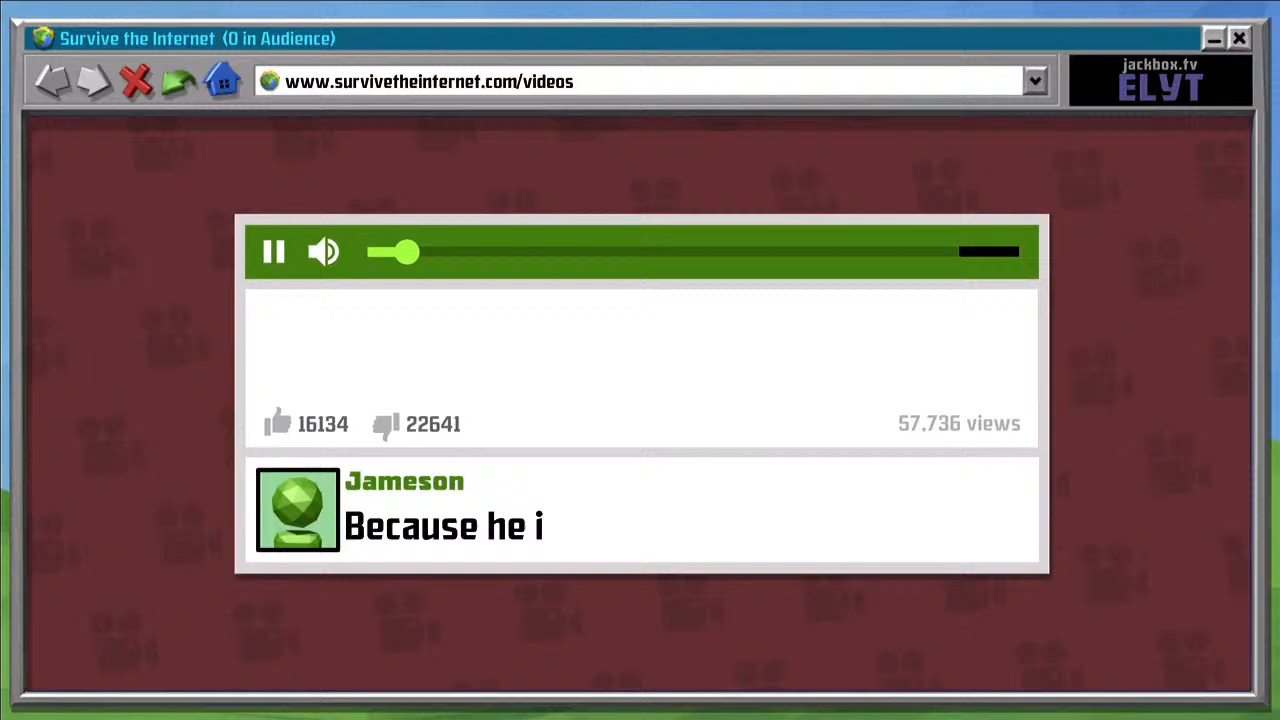 Survive the Internet (0 in Audience)
www.survivetheinternet.com/videos
jackbox.tv
ELYT
16134
22641
57,736 views
Jameson
Because he i